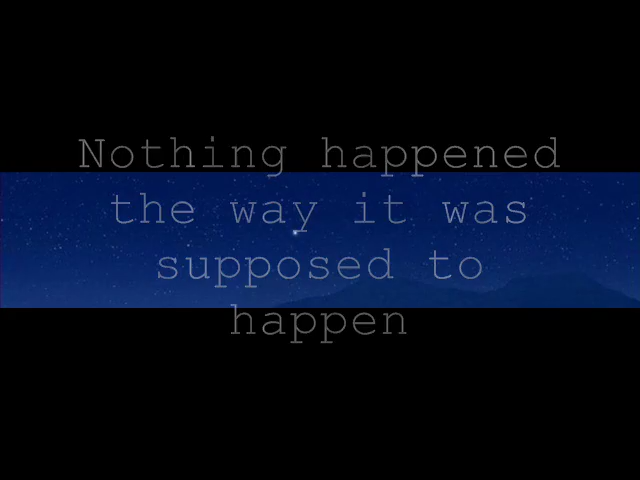 Nothing happened
the way it was
supposed to
happen